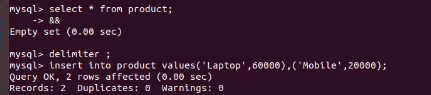 mysql> select * from product;
    -> &&
Empty set (0.00 sec)
mysql> delimiter ;
mysql> insert into product values('Laptop',60000),('Mobile',20000);
Query OK, 2 rows affected (0.00 sec)
Records: 2  Duplicates: 0  Warnings: 0